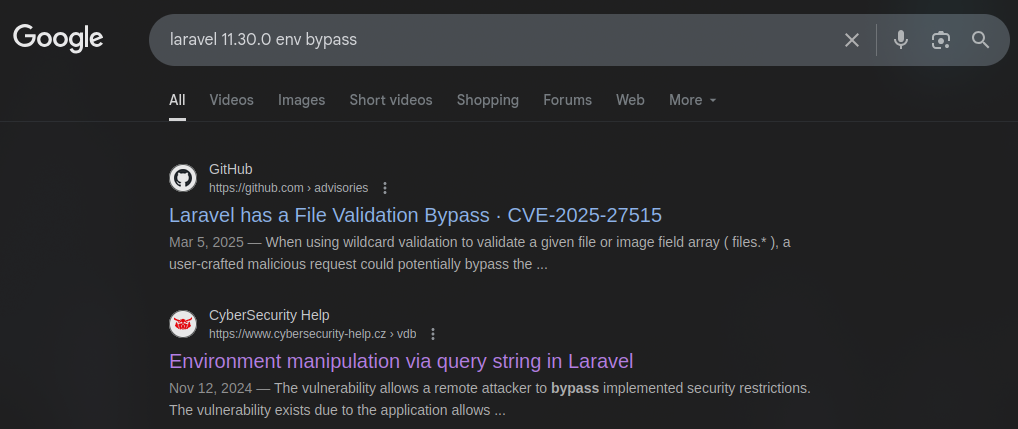 Google
laravel 11.30.0 env bypass
All Videos Images Short videos Shopping Forums Web More
GitHub
https://github.com › advisories
Laravel has a File Validation Bypass · CVE-2025-27515
Mar 5, 2025 — When using wildcard validation to validate a given file or image field array ( files.* ), a
user-crafted malicious request could potentially bypass the ...
CyberSecurity Help
https://www.cybersecurity-help.cz › vdb
Environment manipulation via query string in Laravel
Nov 12, 2024 — The vulnerability allows a remote attacker to bypass implemented security restrictions.
The vulnerability exists due to the application allows ...